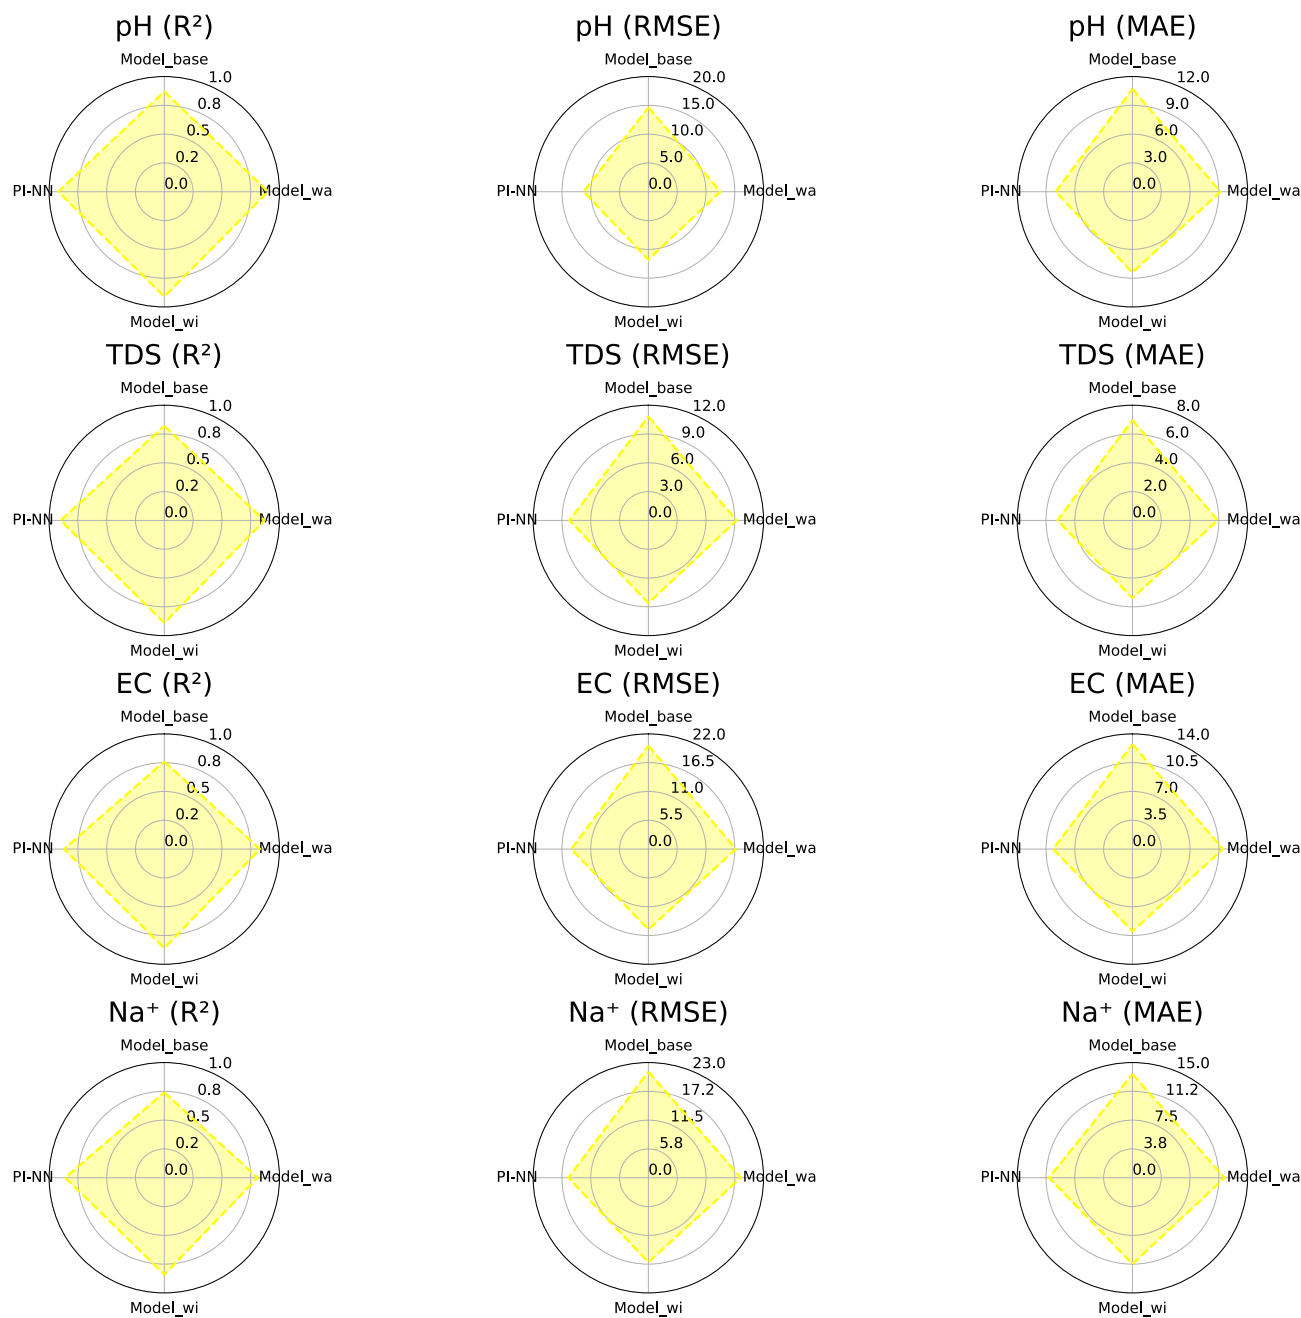 pH (R²)
Model_base
1.0
0.8
0.5
0.2
0.0
PI-NN
Model_wa
Model_wi
pH (RMSE)
Model_base
20.0
15.0
10.0
5.0
0.0
PI-NN
Model_wa
Model_wi
pH (MAE)
Model_base
12.0
9.0
6.0
3.0
0.0
PI-NN
Model_wa
Model_wi
TDS (R²)
Model_base
1.0
0.8
0.5
0.2
0.0
PI-NN
Model_wa
Model_wi
TDS (RMSE)
Model_base
12.0
9.0
6.0
3.0
0.0
PI-NN
Model_wa
Model_wi
TDS (MAE)
Model_base
8.0
6.0
4.0
2.0
0.0
PI-NN
Model_wa
Model_wi
EC (R²)
Model_base
1.0
0.8
0.5
0.2
0.0
PI-NN
Model_wa
Model_wi
EC (RMSE)
Model_base
22.0
16.5
11.0
5.5
0.0
PI-NN
Model_wa
Model_wi
EC (MAE)
Model_base
14.0
10.5
7.0
3.5
0.0
PI-NN
Model_wa
Model_wi
Na⁺ (R²)
Model_base
1.0
0.8
0.5
0.2
0.0
PI-NN
Model_wa
Model_wi
Na⁺ (RMSE)
Model_base
23.0
17.2
11.5
5.8
0.0
PI-NN
Model_wa
Model_wi
Na⁺ (MAE)
Model_base
15.0
11.2
7.5
3.8
0.0
PI-NN
Model_wa
Model_wi